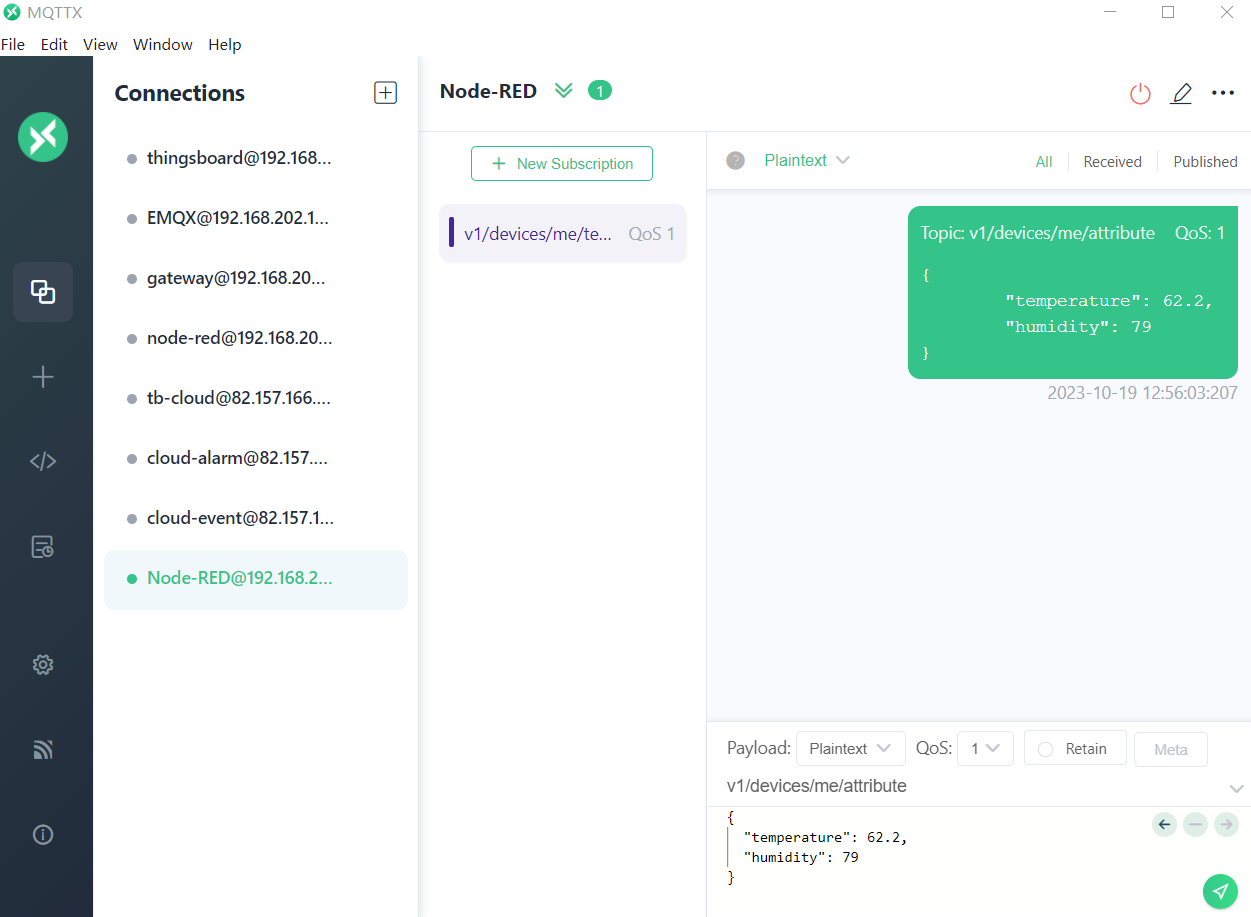 MQTTX
File Edit View Window Help
Connections
thingsboard@192.168...
EMQX@192.168.202.1...
gateway@192.168.20...
node-red@192.168.20...
tb-cloud@82.157.166....
cloud-alarm@82.157....
cloud-event@82.157.1...
Node-RED@192.168.2...
Node-RED 1
New Subscription
v1/devices/me/te... QoS 1
Plaintext All Received Published
Topic: v1/devices/me/attribute QoS: 1
{
"temperature": 62.2,
"humidity": 79
}
2023-10-19 12:56:03:207
Payload: Plaintext QoS: 1 Retain Meta
v1/devices/me/attribute
{
"temperature": 62.2,
"humidity": 79
}